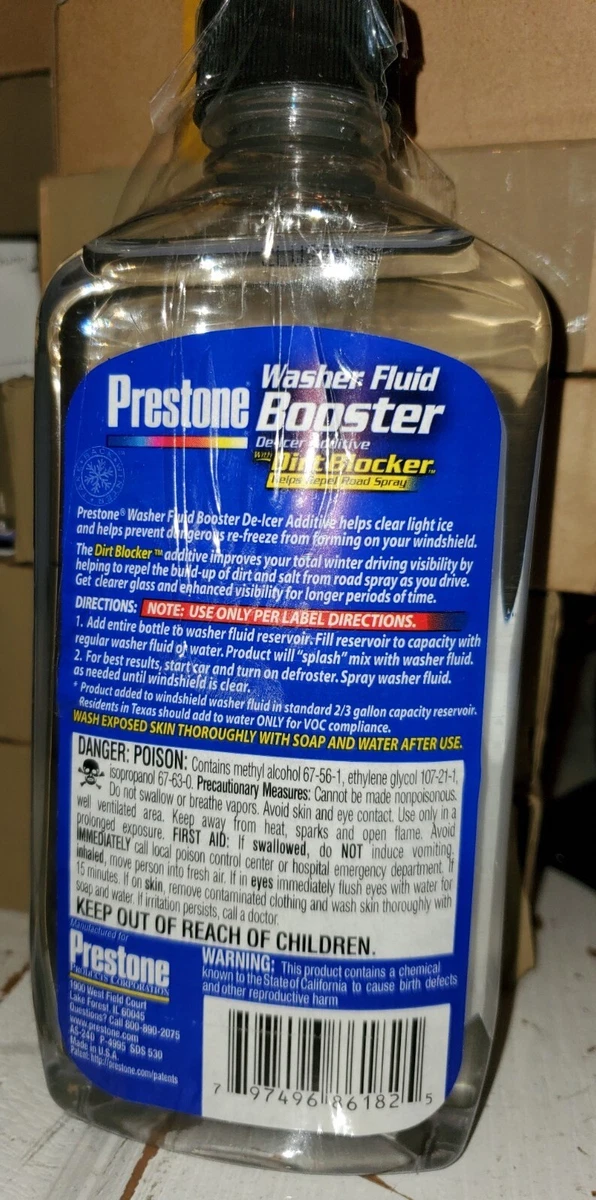 Prestone® Washer Fluid
Booster
De-Icer Additive
with Dirt Blocker™
Helps Repel Road Spray
Prestone® Washer Fluid Booster De-Icer Additive helps clear light ice
and helps prevent dangerous re-freeze from forming on your windshield.
The Dirt Blocker™ additive improves your total winter driving visibility by
helping to repel the build-up of dirt and salt from road spray as you drive.
Get clearer glass and enhanced visibility for longer periods of time.
DIRECTIONS: NOTE: USE ONLY PER LABEL DIRECTIONS.
1. Add entire bottle to washer fluid reservoir. Fill reservoir to capacity with
regular washer fluid or water. Product will "splash" mix with washer fluid.
2. For best results, start car and turn on defroster. Spray washer fluid.
as needed until windshield is clear.
* Product added to windshield washer fluid in standard 2/3 gallon capacity reservoir.
Residents in Texas should add to water ONLY for VOC compliance.
WASH EXPOSED SKIN THOROUGHLY WITH SOAP AND WATER AFTER USE.
DANGER: POISON: Contains methyl alcohol 67-56-1, ethylene glycol 107-21-1,
isopropanol 67-63-0. Precautionary Measures: Cannot be made nonpoisonous.
Do not swallow or breathe vapors. Avoid skin and eye contact. Use only in a
well ventilated area. Keep away from heat, sparks and open flame. Avoid
prolonged exposure. FIRST AID: If swallowed, do NOT induce vomiting.
IMMEDIATELY call local poison control center or hospital emergency department. If
inhaled, move person into fresh air. If in eyes immediately flush eyes with water for
15 minutes. If on skin, remove contaminated clothing and wash skin thoroughly with
soap and water. If irritation persists, call a doctor.
KEEP OUT OF REACH OF CHILDREN.
Manufactured for
Prestone
PRODUCTS CORPORATION
1900 West Field Court
Lake Forest, IL 60045
Questions? Call 800-890-2075
www.prestone.com
AS-240 P-4995 SDS 530
Made in U.S.A.
Patent: http://prestone.com/patents
WARNING: This product contains a chemical
known to the State of California to cause birth defects
and other reproductive harm
7 97496 86182 5